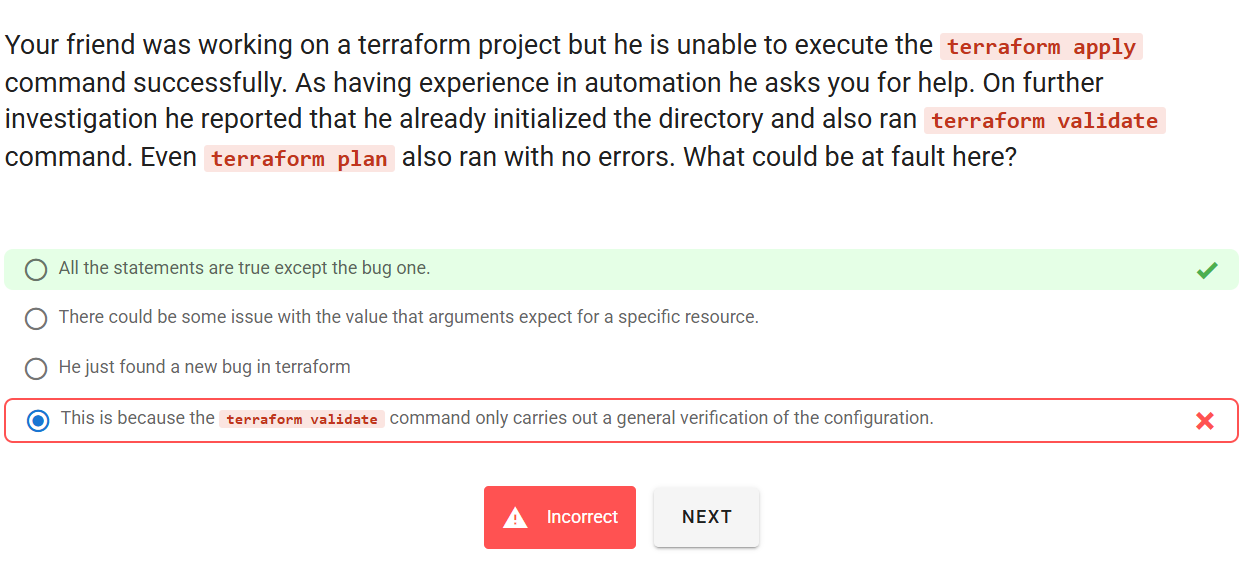 Your friend was working on a terraform project but he is unable to execute the terraform apply
command successfully. As having experience in automation he asks you for help. On further
investigation he reported that he already initialized the directory and also ran terraform validate
command. Even terraform plan also ran with no errors. What could be at fault here?
All the statements are true except the bug one.
There could be some issue with the value that arguments expect for a specific resource.
He just found a new bug in terraform
This is because the terraform validate command only carries out a general verification of the configuration.
Incorrect NEXT